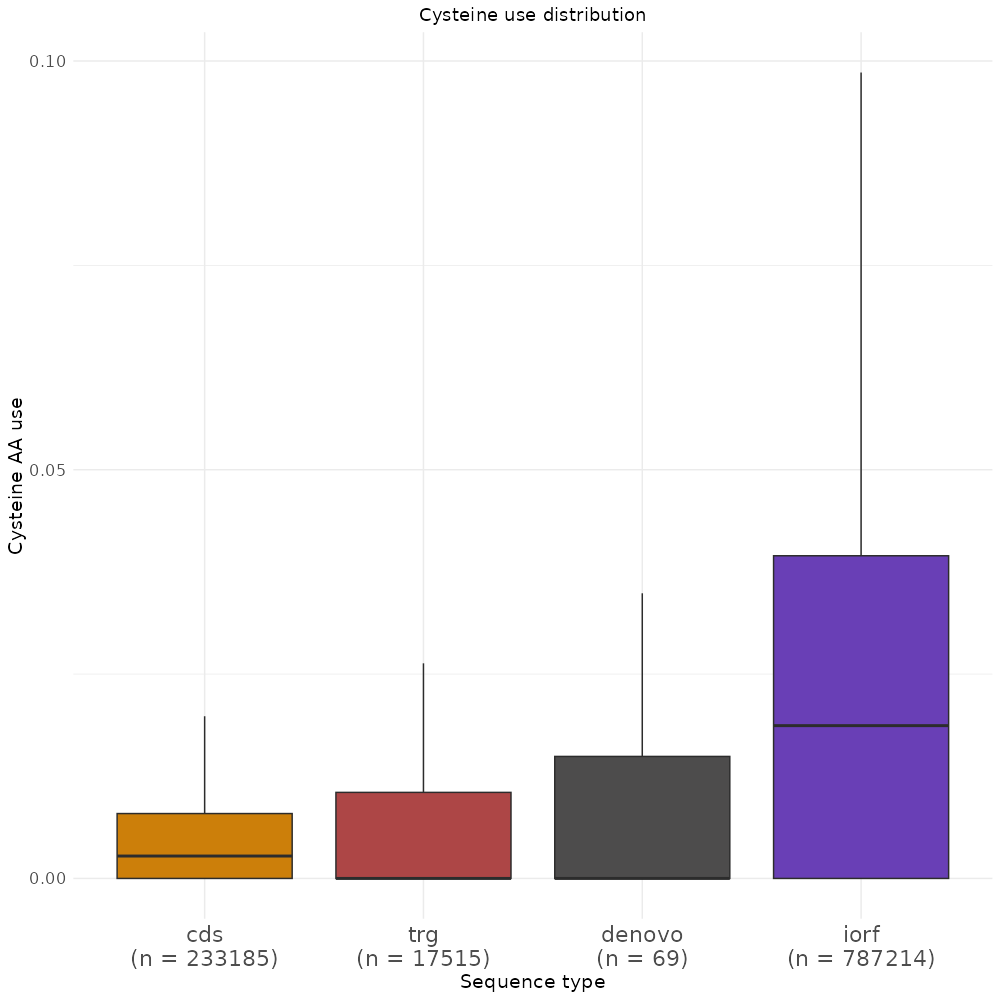 Cysteine use distribution
Cysteine AA use
0.10
0.05
0.00
cds
(n = 233185)
trg
(n = 17515)
denovo
(n = 69)
iorf
(n = 787214)
Sequence type